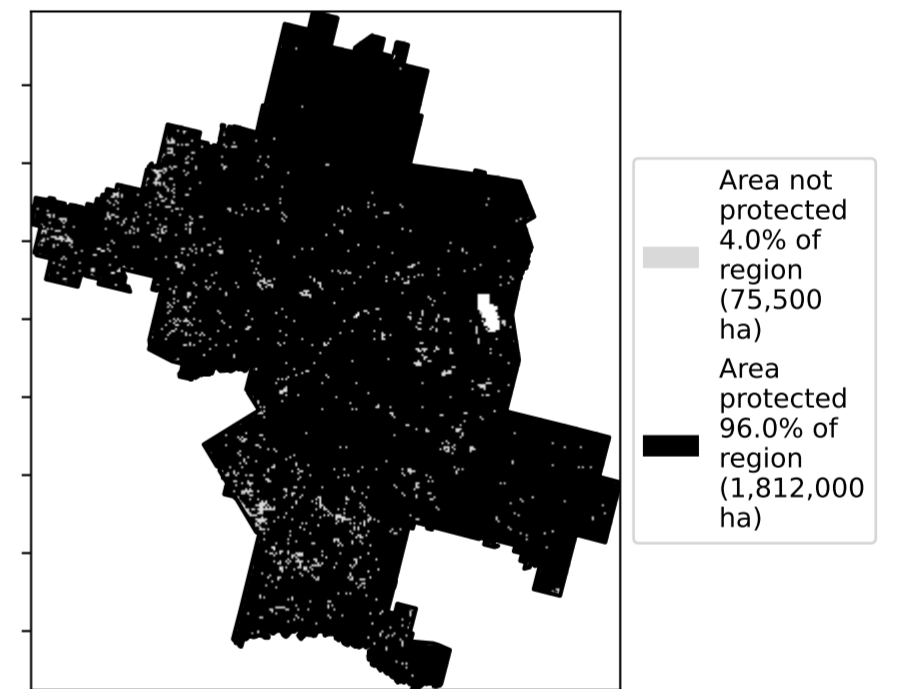 Area not
protected
4.0% of
region
(75,500
ha)
Area
protected
96.0% of
region
(1,812,000
ha)